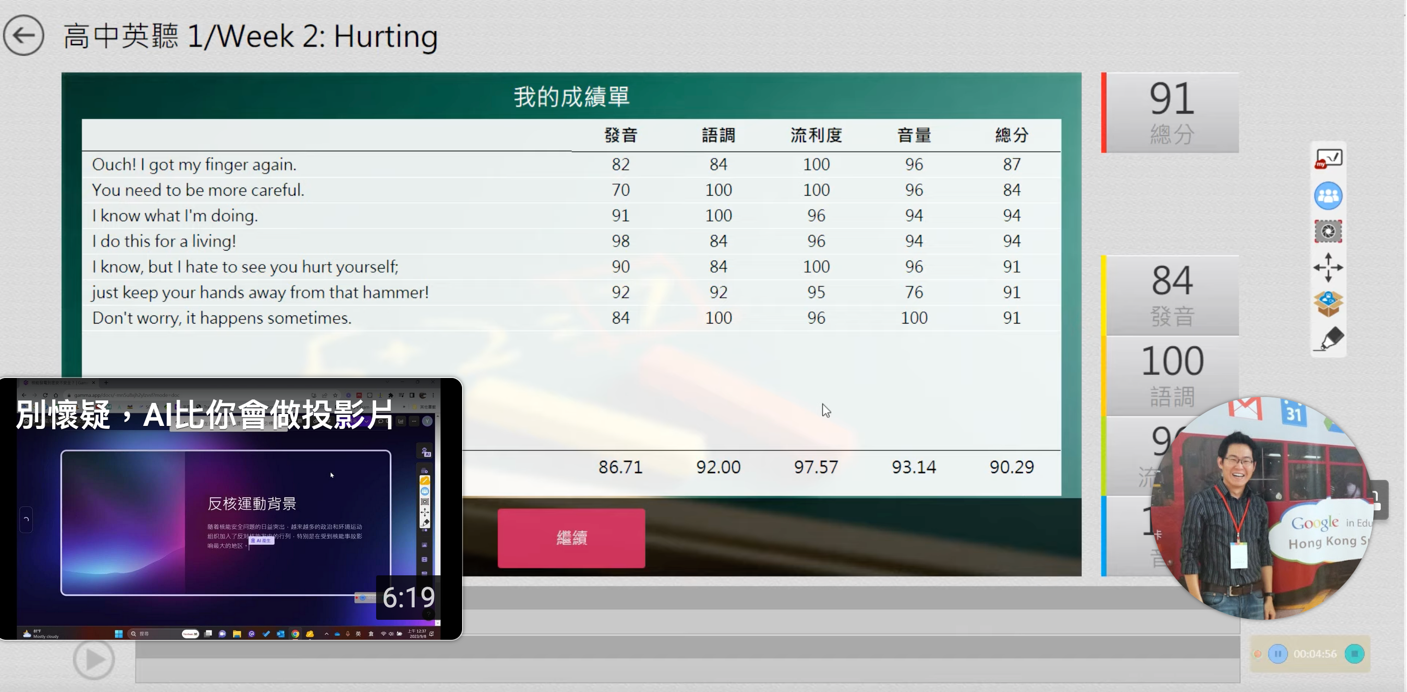 高中英聽 1/Week 2: Hurting
我的成績單
發音 語調 流利度 音量 總分
Ouch! I got my finger again. 82 84 100 96 87
You need to be more careful. 70 100 100 96 84
I know what I'm doing. 91 100 96 94 94
I do this for a living! 98 84 96 94 94
I know, but I hate to see you hurt yourself; 90 84 100 96 91
just keep your hands away from that hammer! 92 92 95 76 91
Don't worry, it happens sometimes. 84 100 96 100 91
86.71 92.00 97.57 93.14 90.29
繼續
91
總分
84
發音
100
語調
9
流
1
音
別懷疑，AI比你會做投影片
反核運動背景
6:19
31
Google in Edu
Hong Kong S
00:04:56